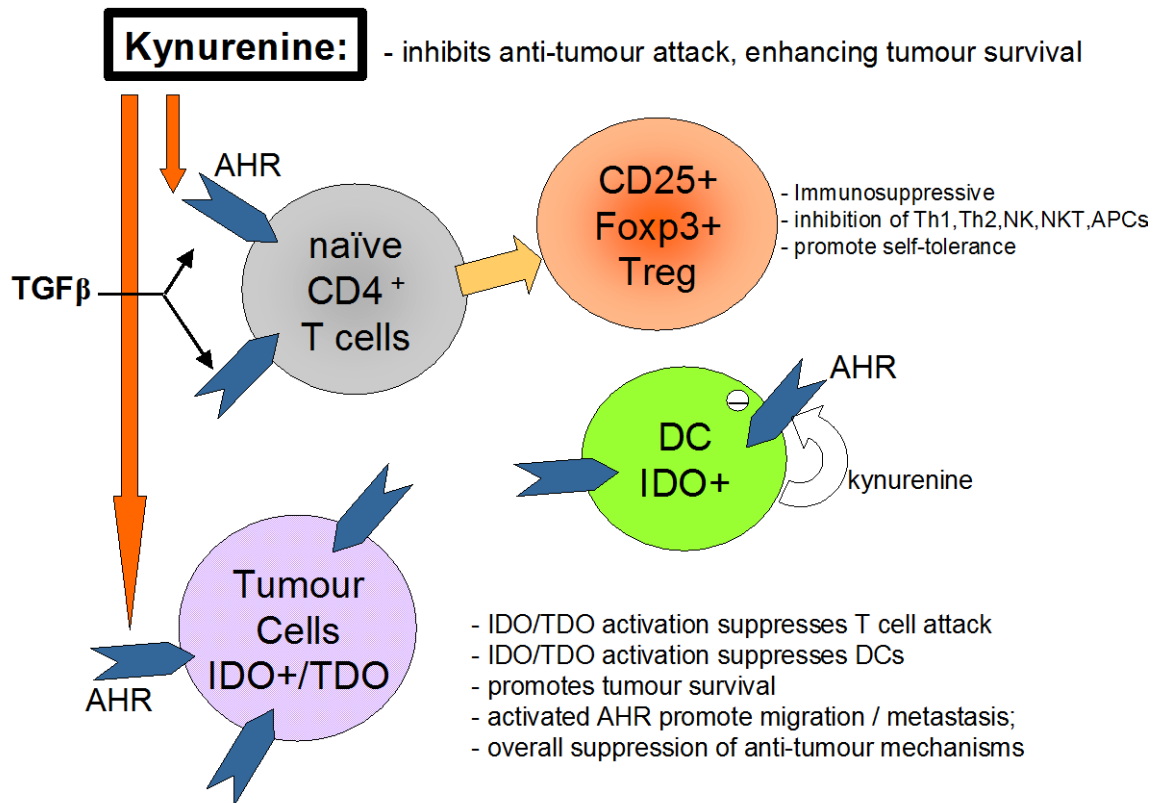 Kynurenine: - inhibits anti-tumour attack, enhancing tumour survival
AHR
naïve
CD4 +
T cells
TGFβ
CD25+
Foxp3+
Treg
- Immunosuppressive
- inhibition of Th1,Th2,NK,NKT,APCs
- promote self-tolerance
AHR
DC
IDO+
kynurenine
Tumour
Cells
IDO+/TDO
AHR
- IDO/TDO activation suppresses T cell attack
- IDO/TDO activation suppresses DCs
- promotes tumour survival
- activated AHR promote migration / metastasis;
- overall suppression of anti-tumour mechanisms